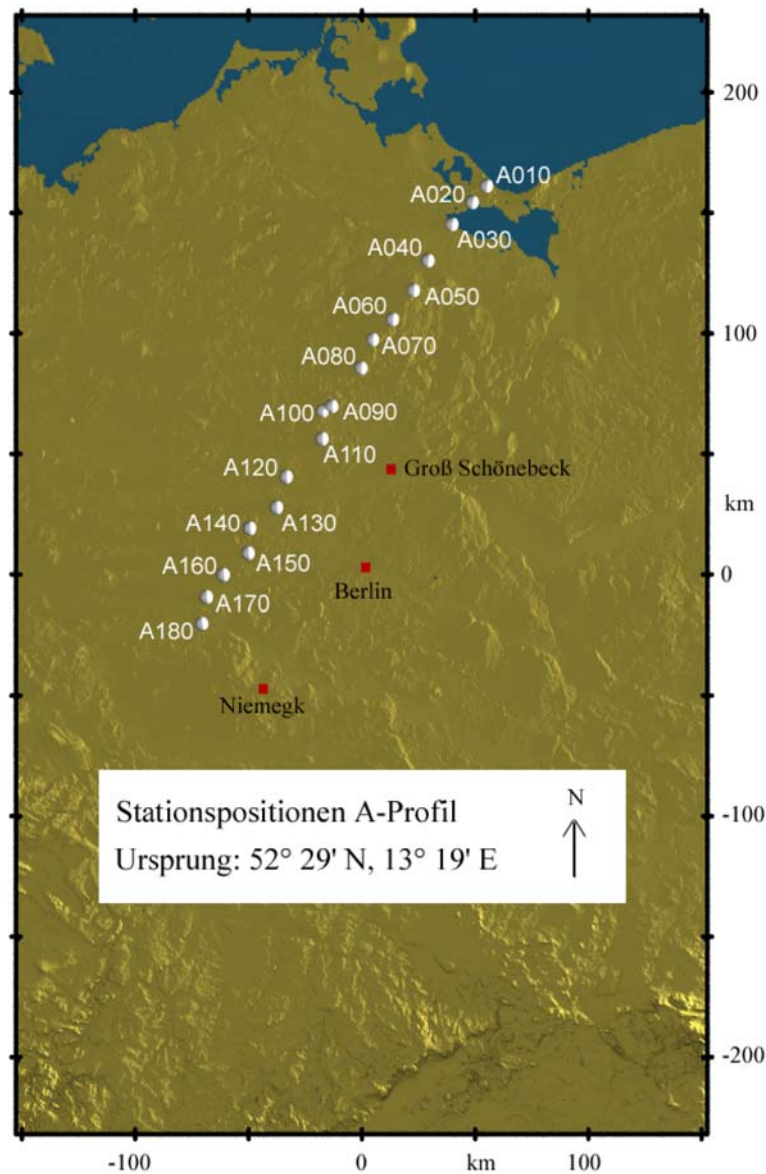 200
A010
A020
A030
A040
A050
A060
100
A070
A080
A090
A100
A110
A120
Groß Schönebeck
km
A130
A140
A150
A160
0
Berlin
A170
A180
Niemegk
-100
Stationspositionen A-Profil
Ursprung: 52° 29' N, 13° 19' E
N
-200
-100
0
km
100